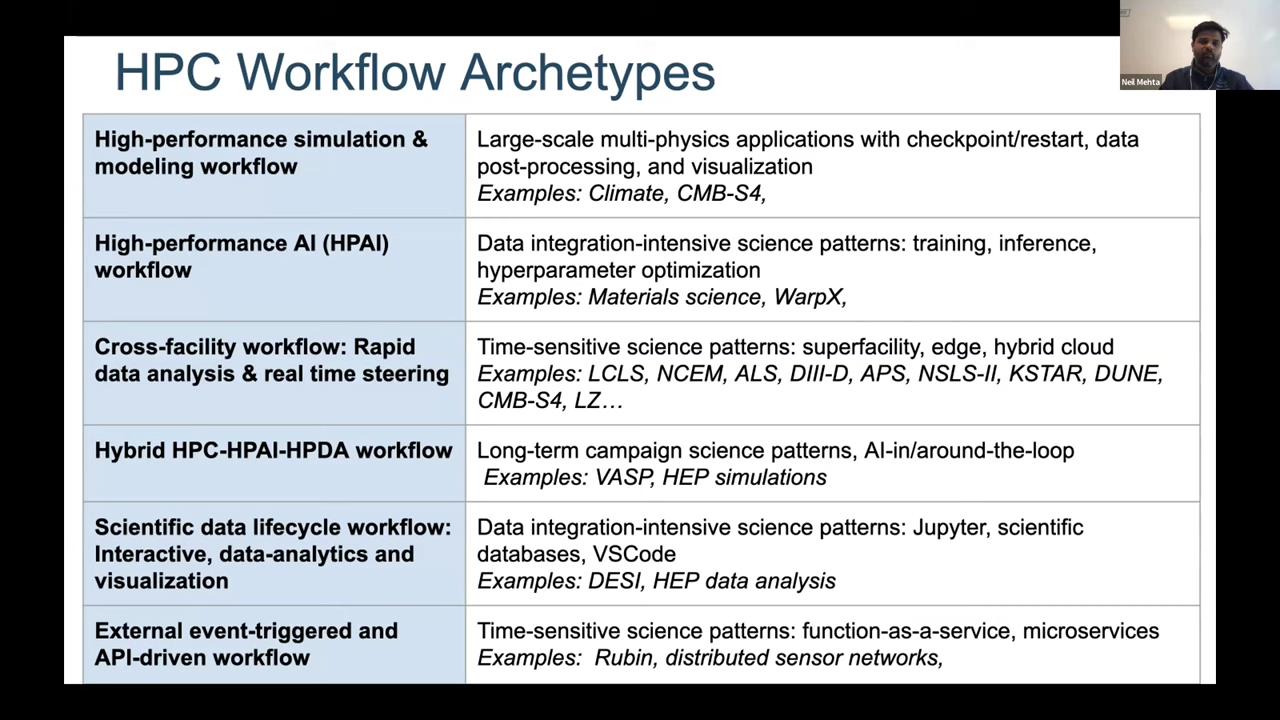 HPC Workflow Archetypes
Neil Mehta
High-performance simulation &
modeling workflow
Large-scale multi-physics applications with checkpoint/restart, data
post-processing, and visualization
Examples: Climate, CMB-S4,
High-performance AI (HPAI)
workflow
Data integration-intensive science patterns: training, inference,
hyperparameter optimization
Examples: Materials science, WarpX,
Cross-facility workflow: Rapid
data analysis & real time steering
Time-sensitive science patterns: superfacility, edge, hybrid cloud
Examples: LCLS, NCEM, ALS, DIII-D, APS, NSLS-II, KSTAR, DUNE,
CMB-S4, LZ…
Hybrid HPC-HPAI-HPDA workflow
Long-term campaign science patterns, AI-in/around-the-loop
Examples: VASP, HEP simulations
Scientific data lifecycle workflow:
Interactive, data-analytics and
visualization
Data integration-intensive science patterns: Jupyter, scientific
databases, VSCode
Examples: DESI, HEP data analysis
External event-triggered and
API-driven workflow
Time-sensitive science patterns: function-as-a-service, microservices
Examples: Rubin, distributed sensor networks,